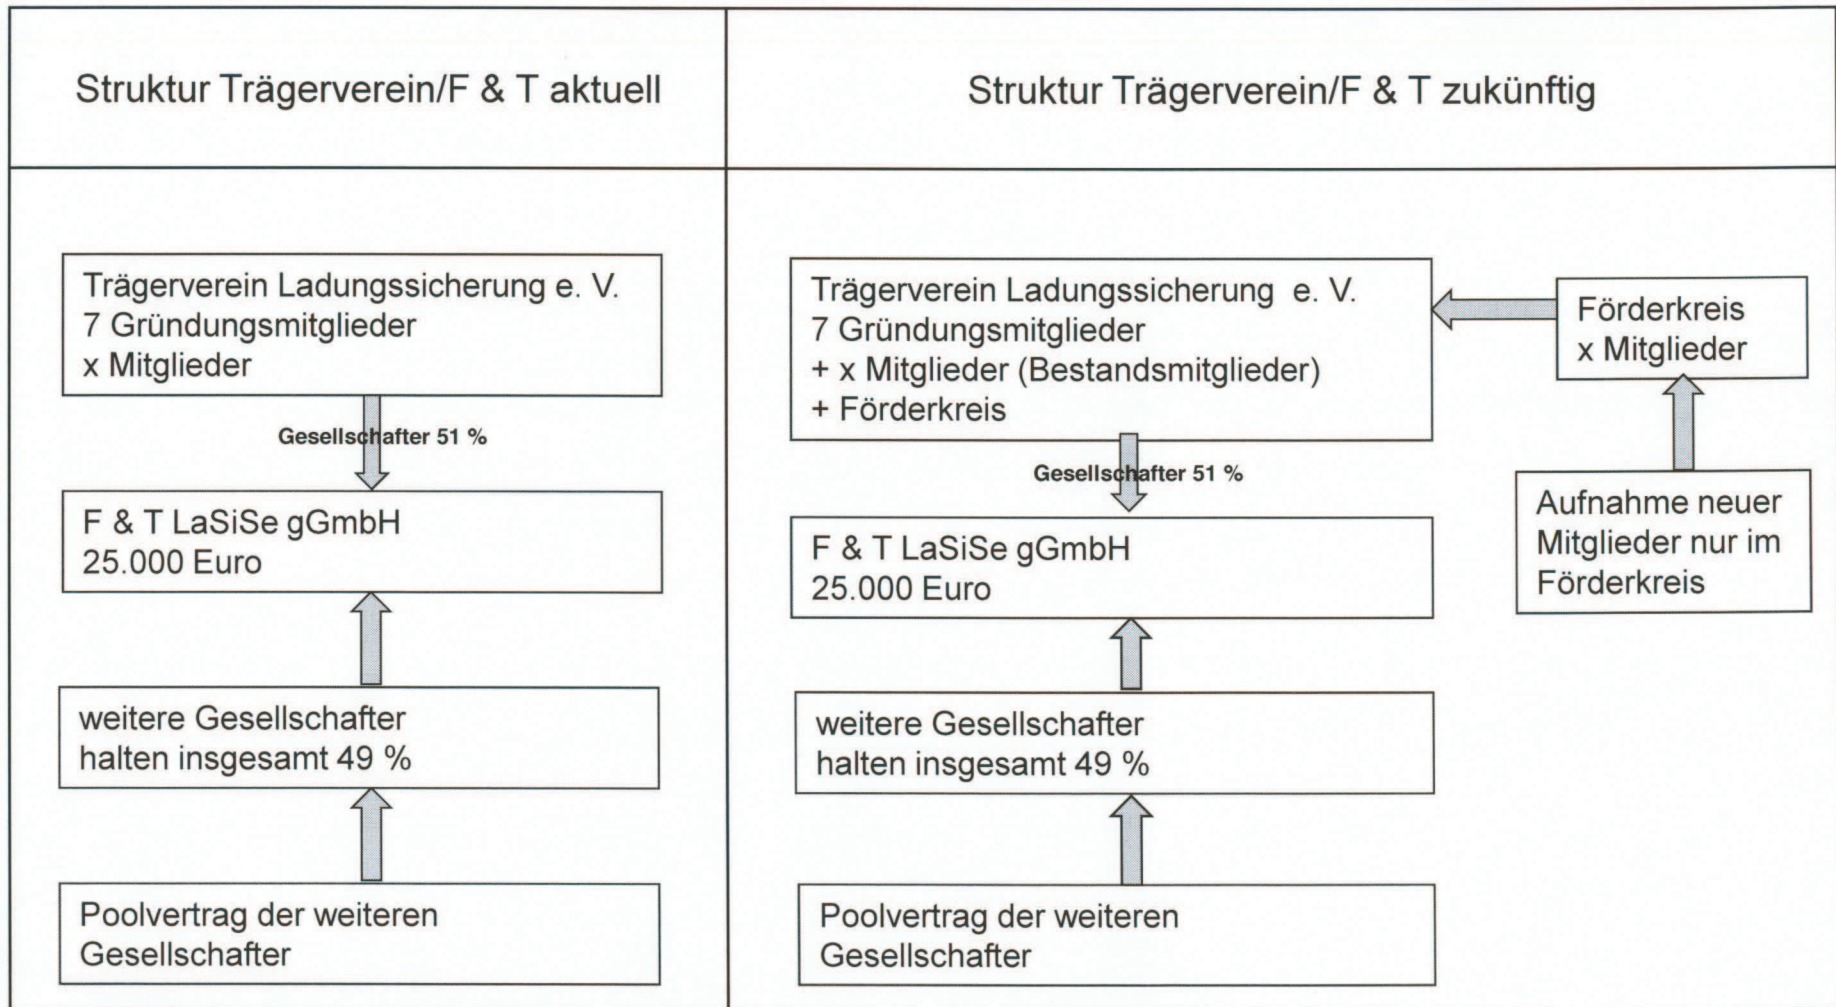 Struktur Trägerverein/F & T aktuell
Struktur Trägerverein/F & T zukünftig
Trägerverein Ladungssicherung e. V.
7 Gründungsmitglieder
x Mitglieder
Gesellschafter 51 %
F & T LaSiSe gGmbH
25.000 Euro
weitere Gesellschafter
halten insgesamt 49 %
Poolvertrag der weiteren
Gesellschafter
Trägerverein Ladungssicherung e. V.
7 Gründungsmitglieder
+ x Mitglieder (Bestandsmitglieder)
+ Förderkreis
Gesellschafter 51 %
F & T LaSiSe gGmbH
25.000 Euro
weitere Gesellschafter
halten insgesamt 49 %
Poolvertrag der weiteren
Gesellschafter
Förderkreis
x Mitglieder
Aufnahme neuer
Mitglieder nur im
Förderkreis